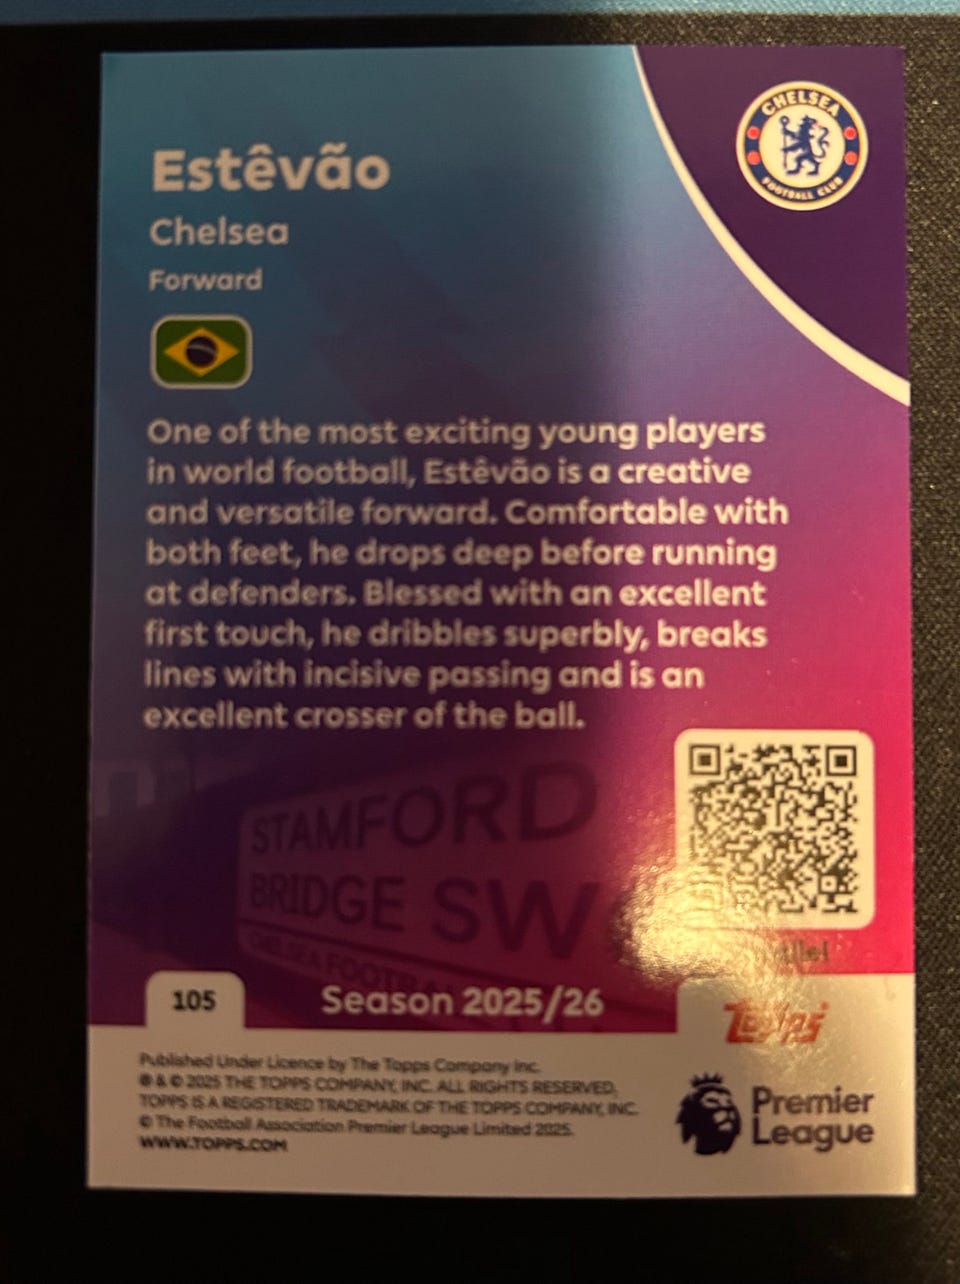 CHELSEA
FOOTBALL CLUB
Estêvão
Chelsea
Forward
One of the most exciting young players
in world football, Estêvão is a creative
and versatile forward. Comfortable with
both feet, he drops deep before running
at defenders. Blessed with an excellent
first touch, he dribbles superbly, breaks
lines with incisive passing and is an
excellent crosser of the ball.
STAMFORD
BRIDGE SW
CHELSEA FOOTBA
105
Season 2025/26
Topps
Published Under Licence by The Topps Company Inc.
® & © 2025 THE TOPPS COMPANY, INC. ALL RIGHTS RESERVED,
TOPPS IS A REGISTERED TRADEMARK OF THE TOPPS COMPANY, INC.
© The Football Association Premier League Limited 2025.
WWW.TOPPS.COM
Premier
League